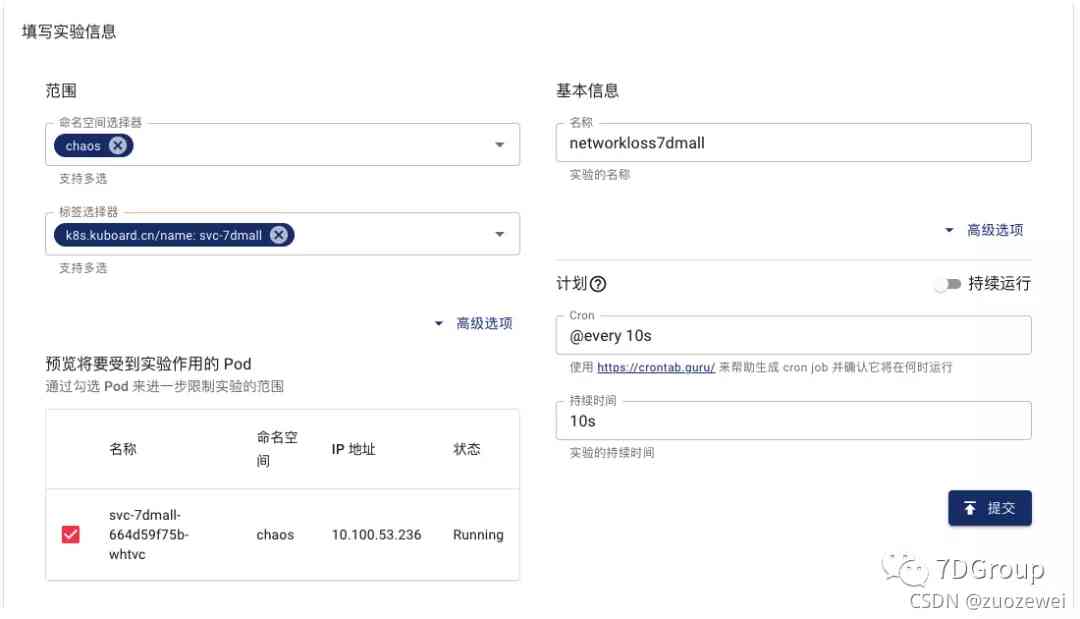 填写实验信息
范围
命名空间选择器
chaos
支持多选
标签选择器
k8s.kuboard.cn/name: svc-7dmall
支持多选
高级选项
预览将要受到实验作用的 Pod
通过勾选 Pod 来进一步限制实验的范围
名称 命名空 IP 地址 状态
间
svc-7dmall-
664d59f75b- chaos 10.100.53.236 Running
whtvc
基本信息
名称
networkloss7dmall
实验的名称
高级选项
计划 持续运行
Cron
@every 10s
使用 https://crontab.guru/ 来帮助生成 cron job 并确认它将在何时运行
持续时间
10s
实验的持续时间
提交
7DGroup
CSDN @zuozewei